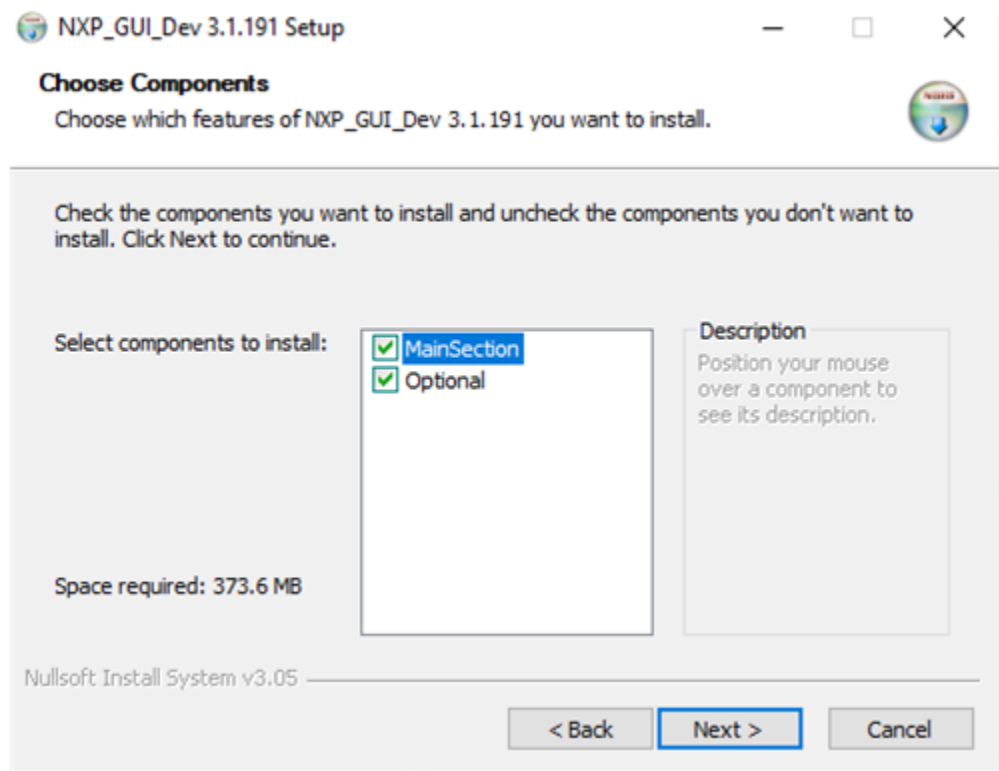 NXP_GUI_Dev 3.1.191 Setup
Choose Components
Choose which features of NXP_GUI_Dev 3.1.191 you want to install.
Check the components you want to install and uncheck the components you don't want to
install. Click Next to continue.
Select components to install:
MainSection
Optional
Description
Position your mouse
over a component to
see its description.
Space required: 373.6 MB
Nullsoft Install System v3.05
< Back
Next >
Cancel